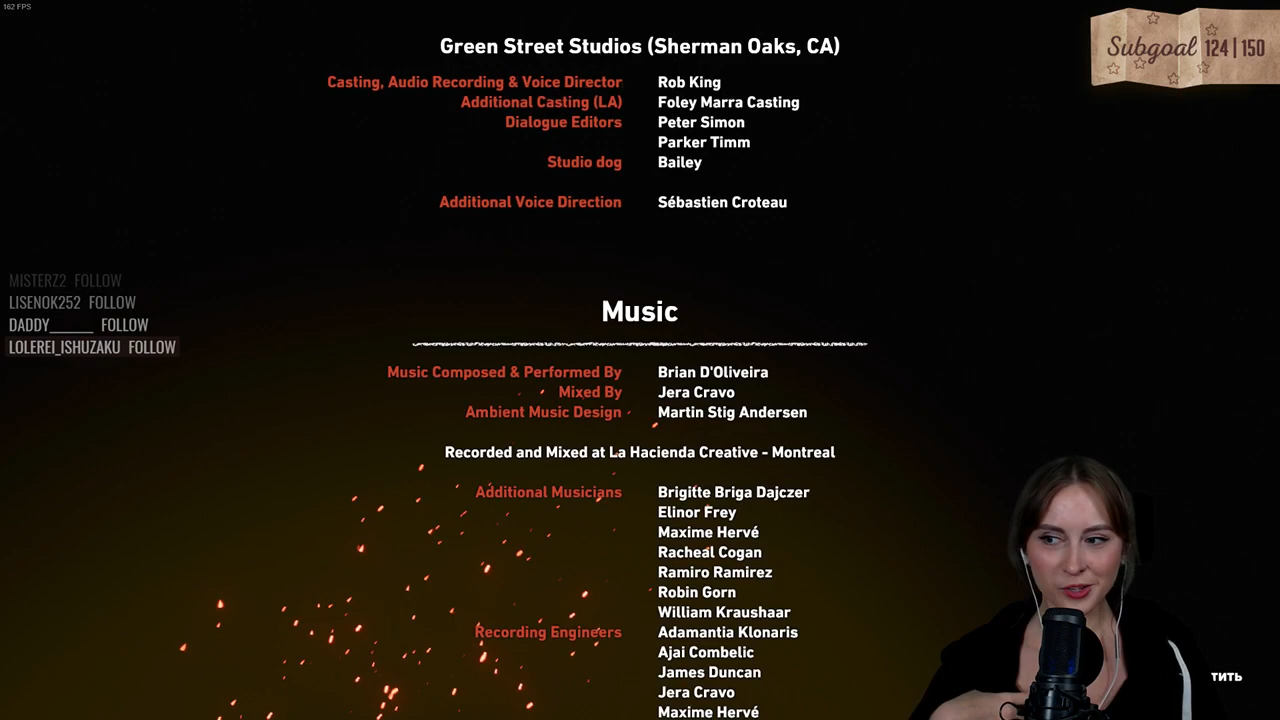 162 FPS
Subgoal 124|150
Green Street Studios (Sherman Oaks, CA)
Casting, Audio Recording & Voice Director Rob King
Additional Casting (LA) Foley Marra Casting
Dialogue Editors Peter Simon
Parker Timm
Studio dog Bailey
Additional Voice Direction Sébastien Croteau
MISTERZ2 FOLLOW
LISENOK252 FOLLOW
DADDY______ FOLLOW
LOLEREI_ISHUZAKU FOLLOW
Music
Music Composed & Performed By Brian D'Oliveira
Mixed By Jera Cravo
Ambient Music Design Martin Stig Andersen
Recorded and Mixed at La Hacienda Creative - Montreal
Additional Musicians Brigitte Briga Dajczer
Elinor Frey
Maxime Hervé
Racheal Cogan
Ramiro Ramirez
Robin Gorn
William Kraushaar
Recording Engineers Adamantia Klonaris
Ajai Combelic
James Duncan
Jera Cravo
Maxime Hervé
тить